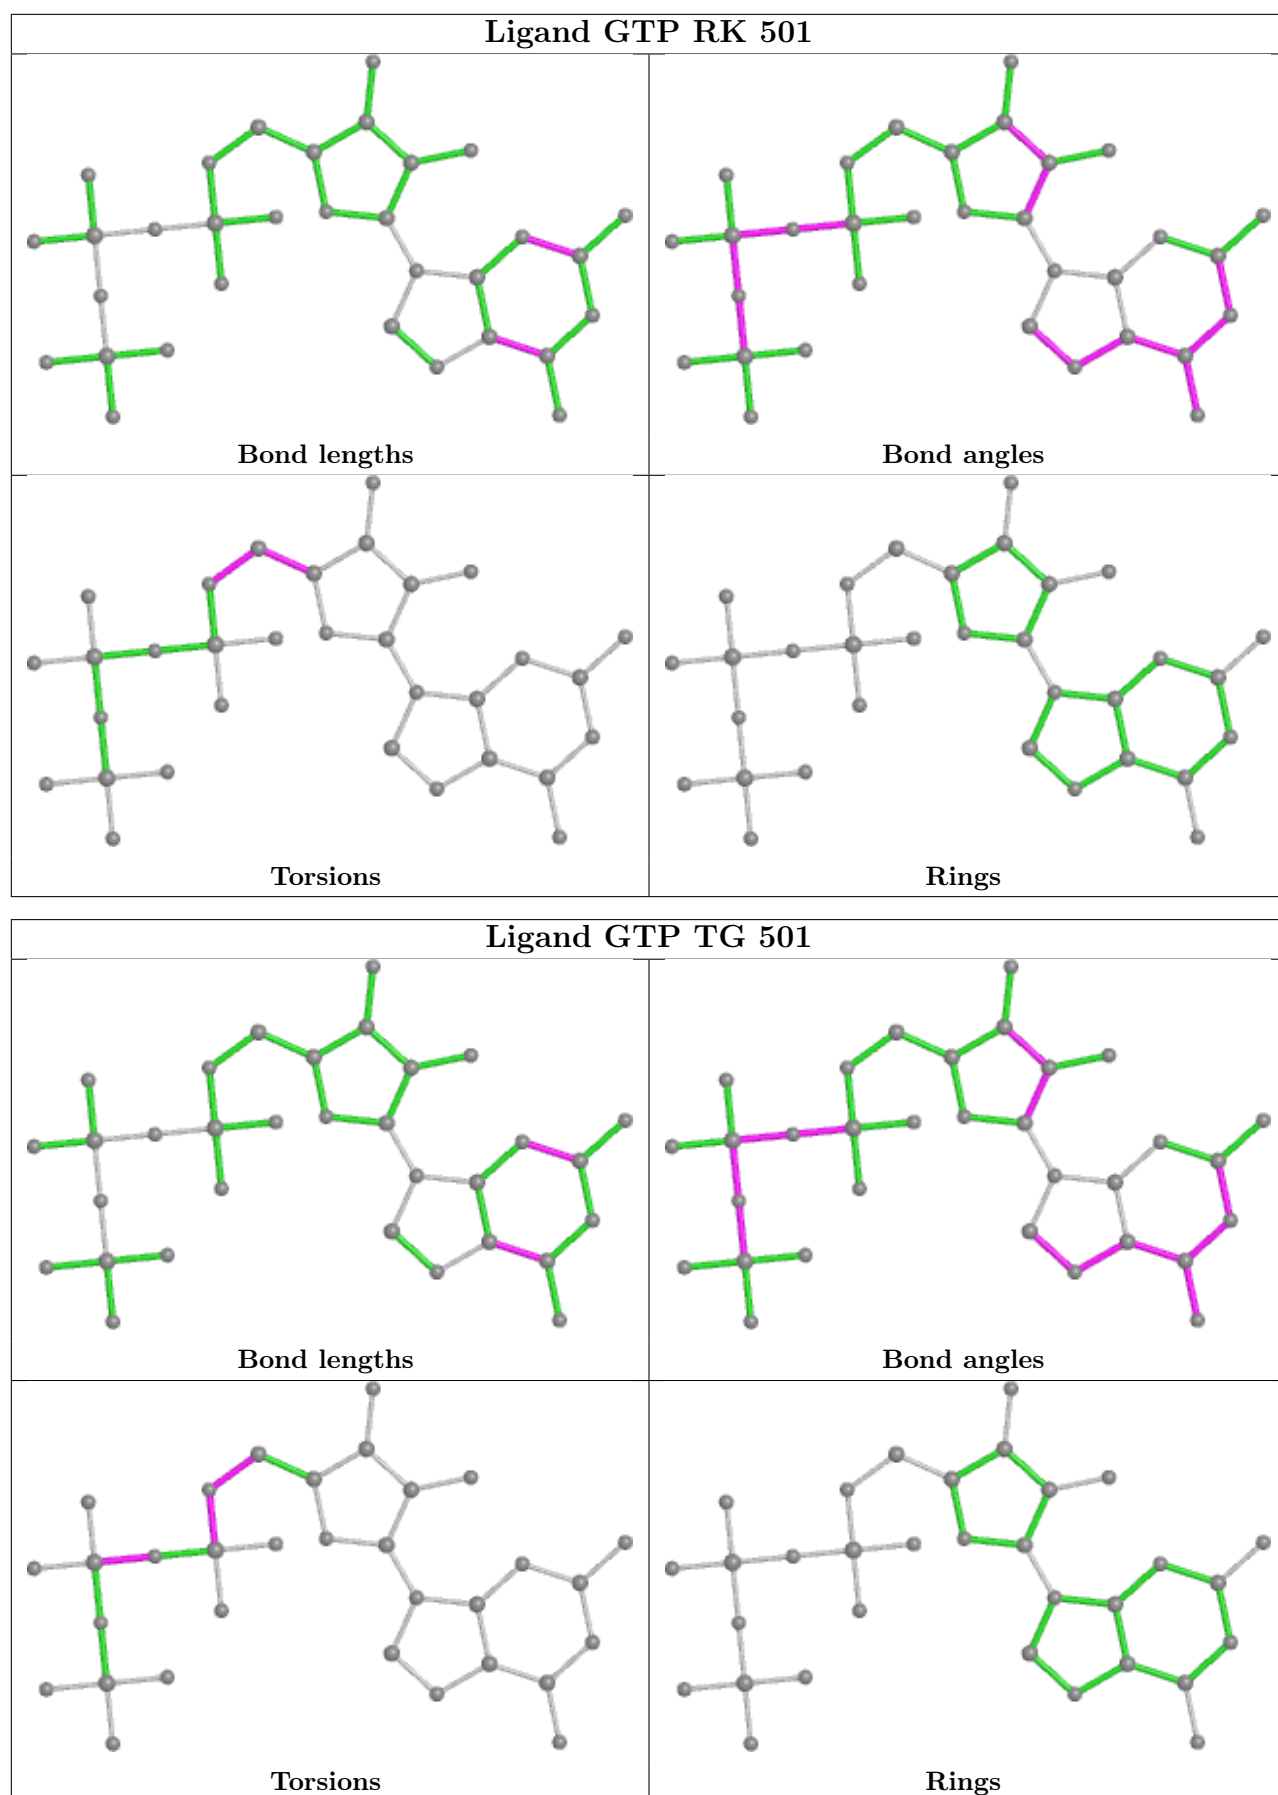 Ligand GTP RK 501
Bond lengths
Bond angles
Torsions
Rings
Ligand GTP TG 501
Bond lengths
Bond angles
Torsions
Rings